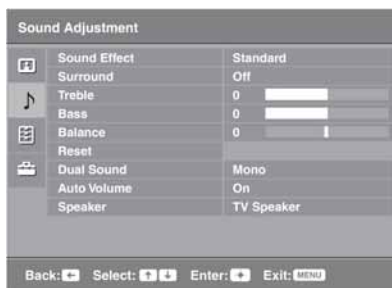 Sound Adjustment
Sound Effect Standard
Surround Off
Treble 0
Bass 0
Balance 0
Reset
Dual Sound Mono
Auto Volume On
Speaker TV Speaker
Back: Select: Enter: Exit: MENU